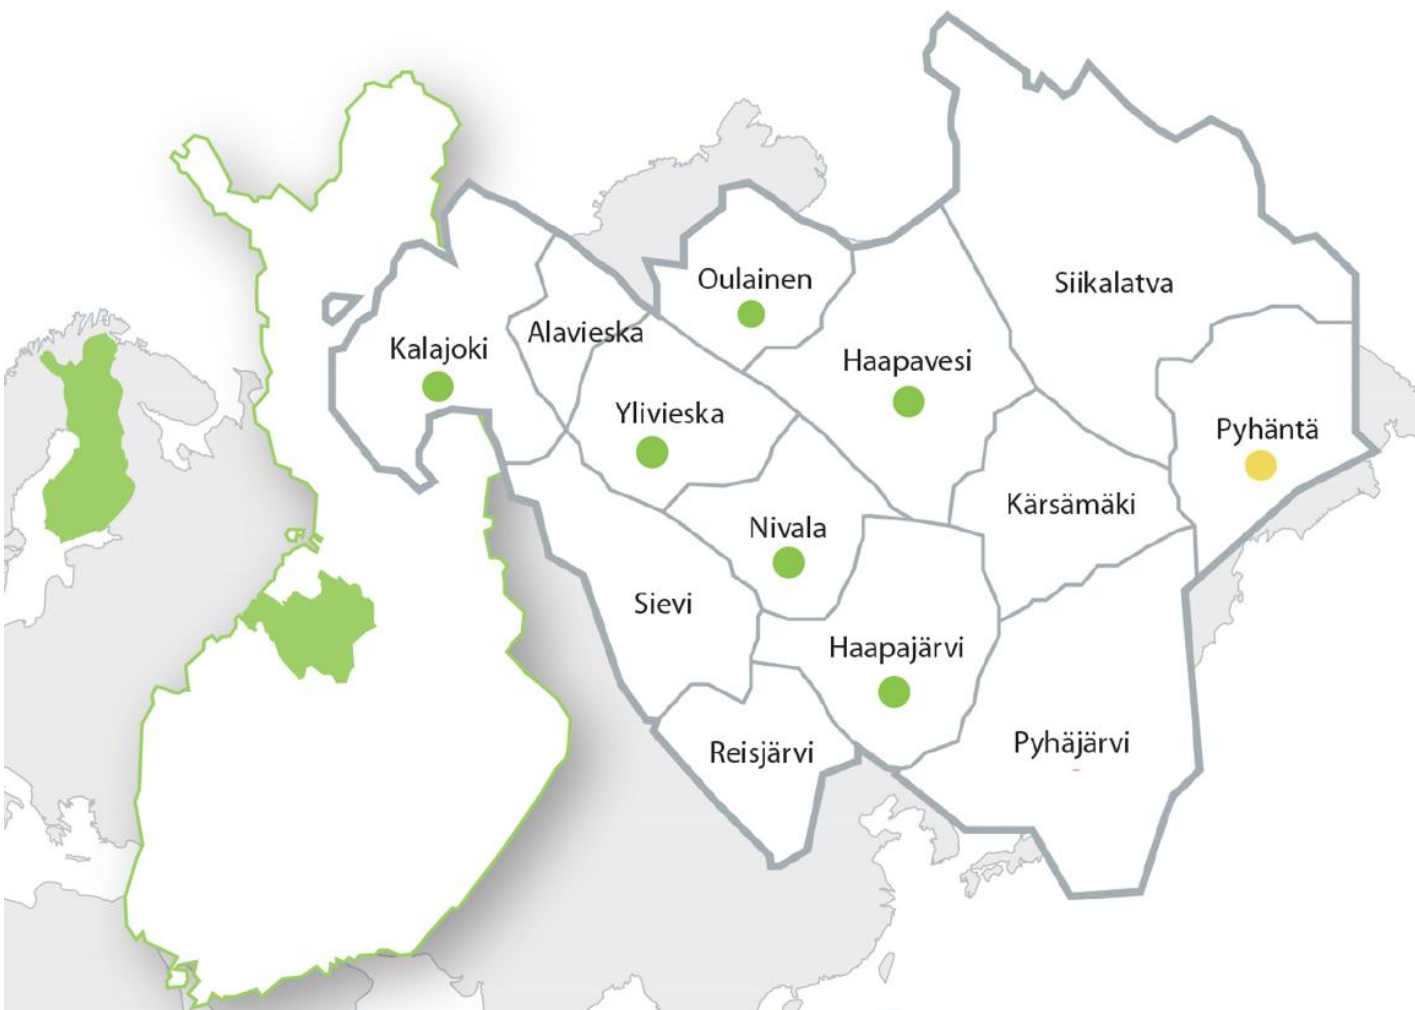 Oulainen
Siikalatva
Alavieska
Kalajoki
Haapavesi
Ylivieska
Pyhäntä
Kärsämäki
Nivala
Sievi
Haapajärvi
Pyhäjärvi
Reisjärvi